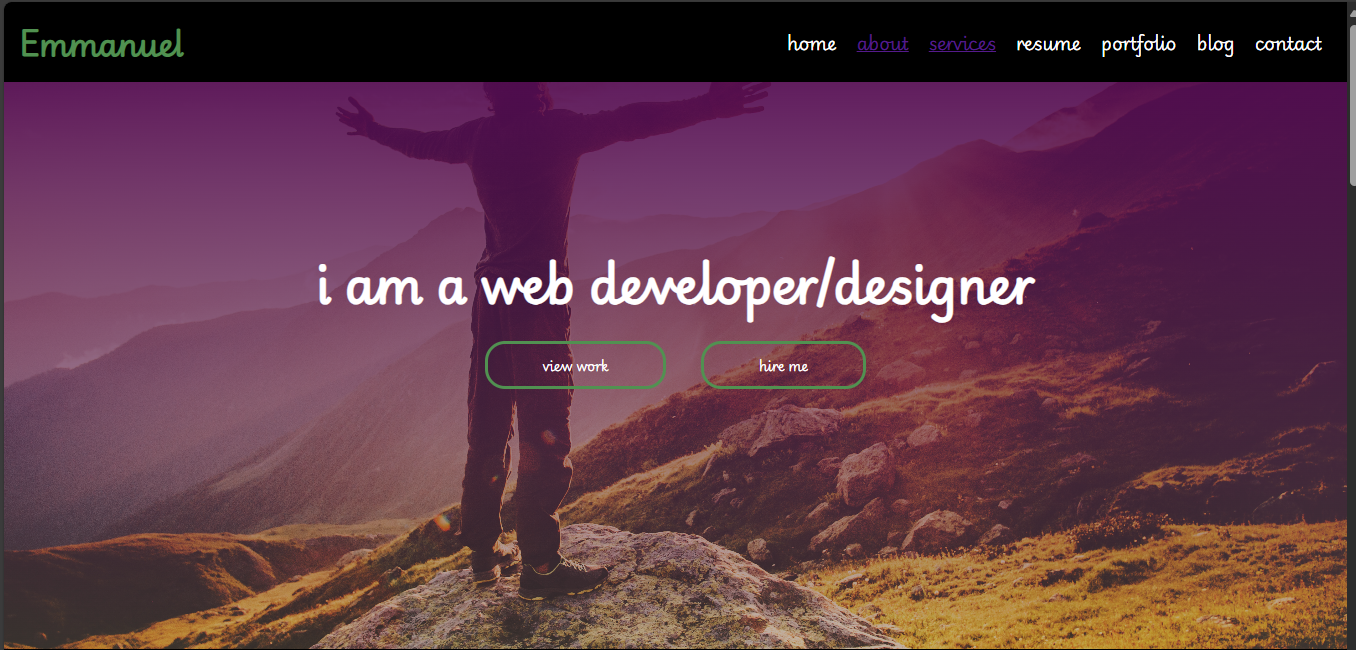 Emmanuel
home about services resume portfolio blog contact
i am a web developer/designer
view work hire me